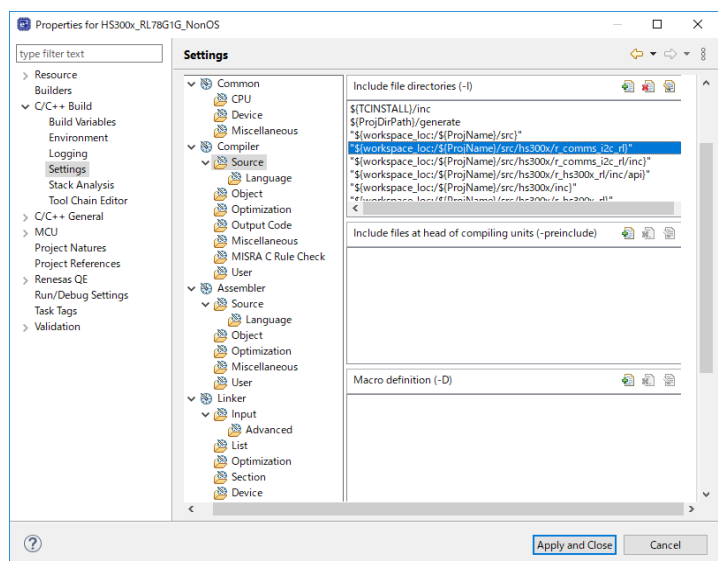 Properties for HS300x_RL78G1G_NonOS
type filter text
Resource
Builders
C/C++ Build
Build Variables
Environment
Logging
Settings
Stack Analysis
Tool Chain Editor
C/C++ General
MCU
Project Natures
Project References
Renesas QE
Run/Debug Settings
Task Tags
Validation
Settings
Common
CPU
Device
Miscellaneous
Compiler
Source
Language
Object
Optimization
Output Code
Miscellaneous
MISRA C Rule Check
User
Assembler
Source
Language
Object
Optimization
Miscellaneous
User
Linker
Input
Advanced
List
Optimization
Section
Device
Include file directories (-I)
${TCINSTALL}/inc
${ProjDirPath}/generate
"${workspace_loc:/${ProjName}/src}"
"${workspace_loc:/${ProjName}/src/hs300x/r_comms_i2c_rl}"
"${workspace_loc:/${ProjName}/src/hs300x/r_comms_i2c_rl/inc}"
"${workspace_loc:/${ProjName}/src/hs300x/r_hs300x_rl/inc/api}"
"${workspace_loc:/${ProjName}/src/hs300x/inc}"
"${workspace_loc:/${ProjName}/src/hs300x/r_hs300x_rl}"
Include files at head of compiling units (-preinclude)
Macro definition (-D)
Apply and Close
Cancel